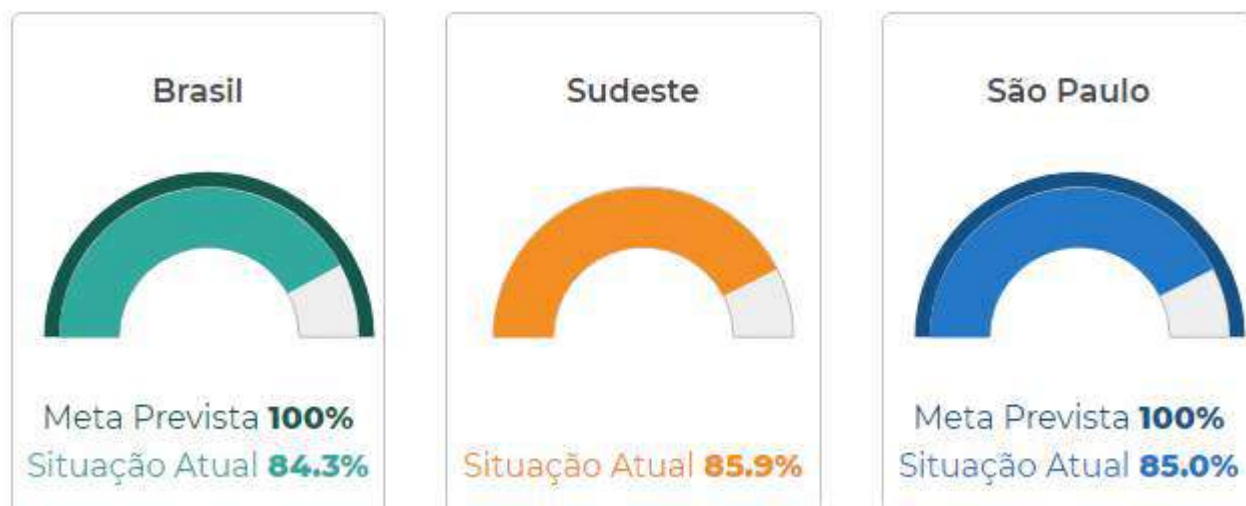 Brasil
Meta Prevista 100%
Situação Atual 84.3%
Sudeste
Situação Atual 85.9%
São Paulo
Meta Prevista 100%
Situação Atual 85.0%